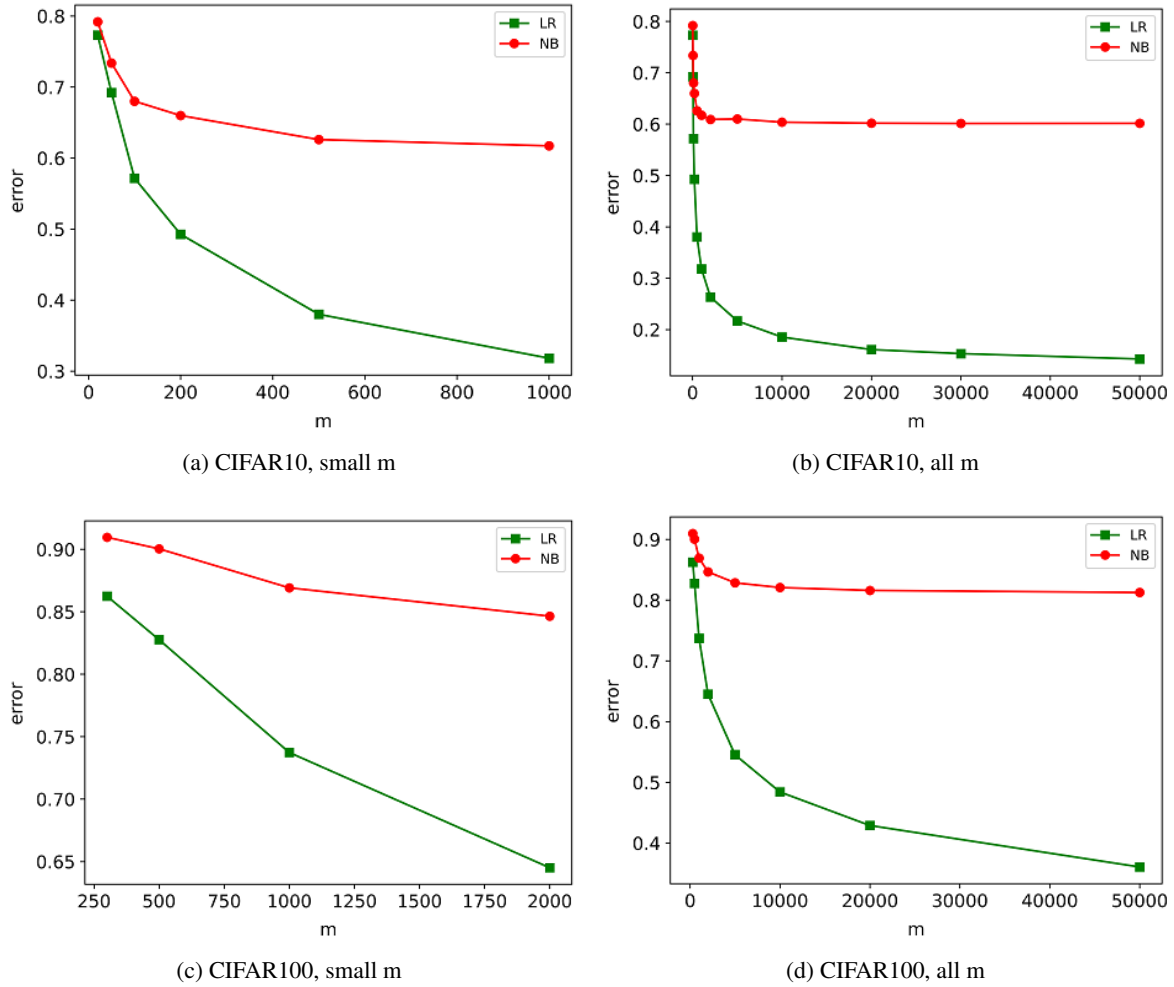 0.8
0.7
0.6
0.5
0.4
0.3
error
0
200
400
600
800
1000
m
LR
NB
(a) CIFAR10, small m
0.8
0.7
0.6
0.5
0.4
0.3
0.2
error
0
10000
20000
30000
40000
50000
m
LR
NB
(b) CIFAR10, all m
0.90
0.85
0.80
0.75
0.70
0.65
error
250
500
750
1000
1250
1500
1750
2000
m
LR
NB
(c) CIFAR100, small m
0.9
0.8
0.7
0.6
0.5
0.4
error
0
10000
20000
30000
40000
50000
m
LR
NB
(d) CIFAR100, all m